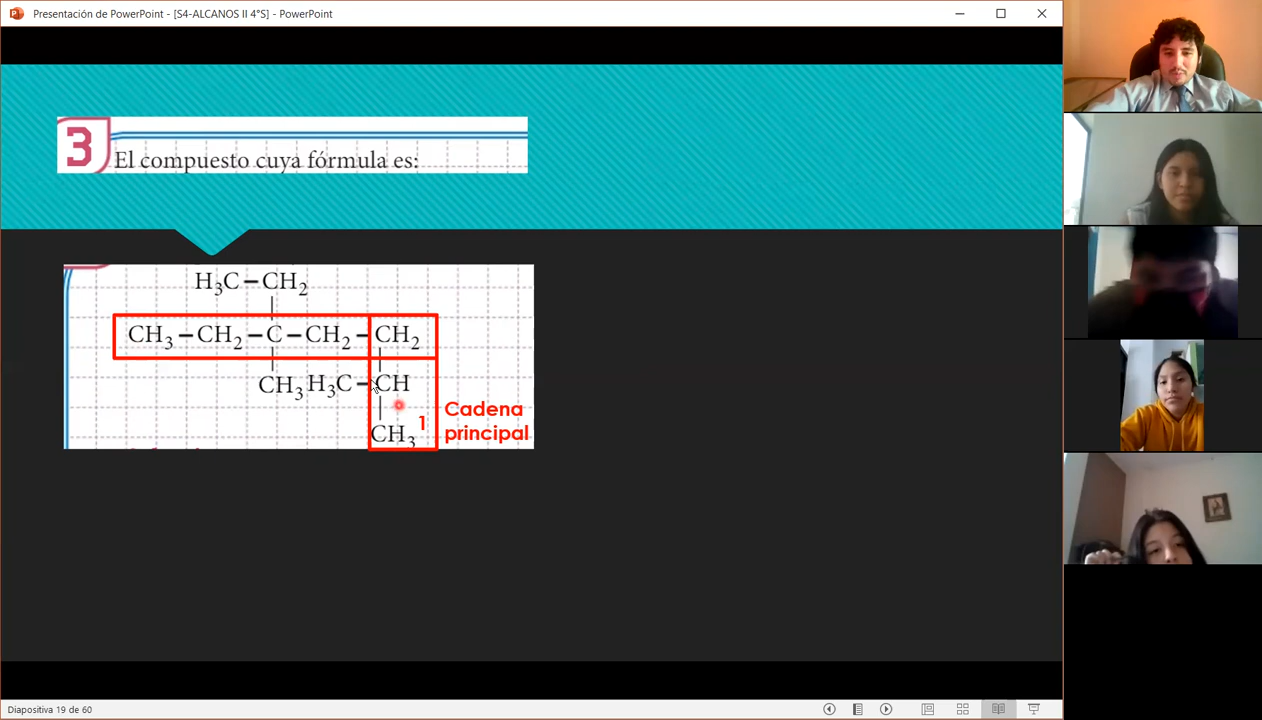 Presentación de PowerPoint - [S4-ALCANOS II 4°S] - PowerPoint
3
El compuesto cuya fórmula es:
H₃C–CH₂
CH₃–CH₂–C–CH₂–CH₂
CH₃ H₃C–CH
1
Cadena
principal
CH₃
Diapositiva 19 de 60